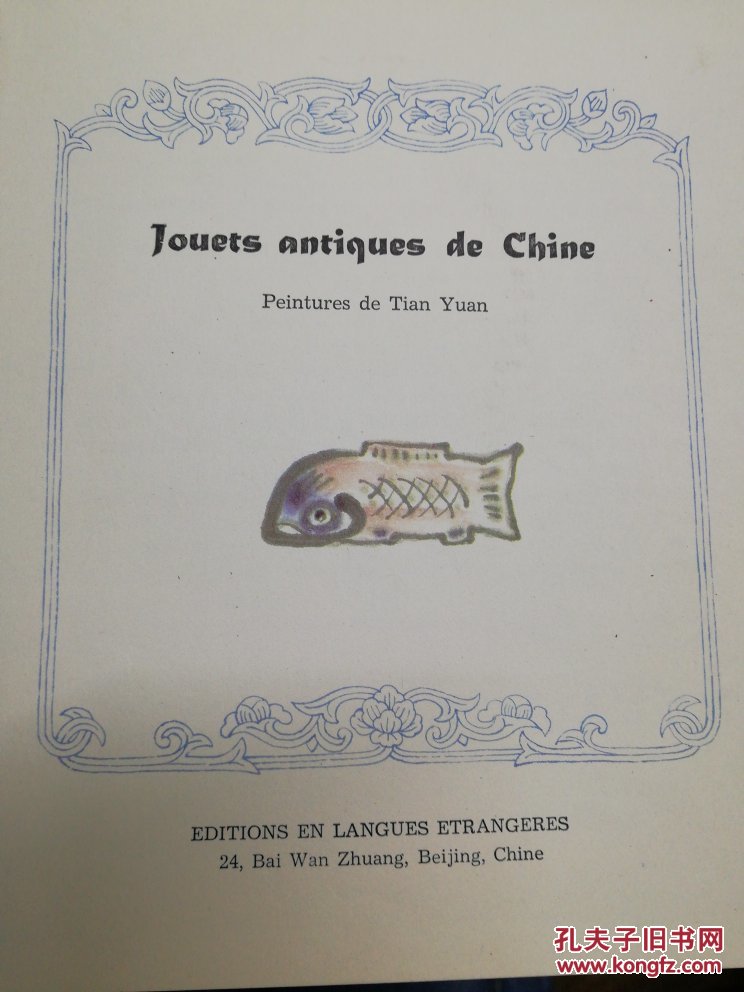 Jouets antiques de Chine
Peintures de Tian Yuan
EDITIONS EN LANGUES ETRANGERES
24, Bai Wan Zhuang, Beijing, Chine
孔夫子旧书网
www.kongfz.com